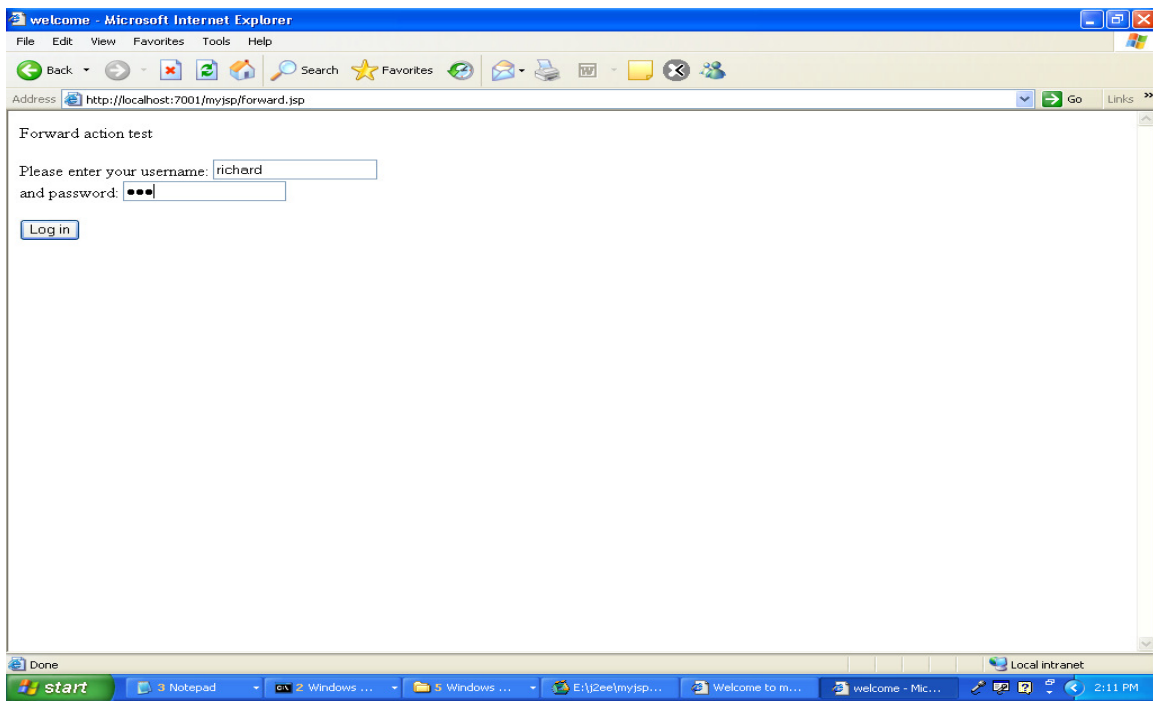 welcome - Microsoft Internet Explorer
File Edit View Favorites Tools Help
Back Search Favorites
Address http://localhost:7001/myjsp/forward.jsp Go Links »
Forward action test
Please enter your username: richard
and password: •••
Log in
Done Local intranet
start 3 Notepad 2 Windows ... 5 Windows ... E:\j2ee\myjsp... Welcome to m... welcome - Mic... 2:11 PM